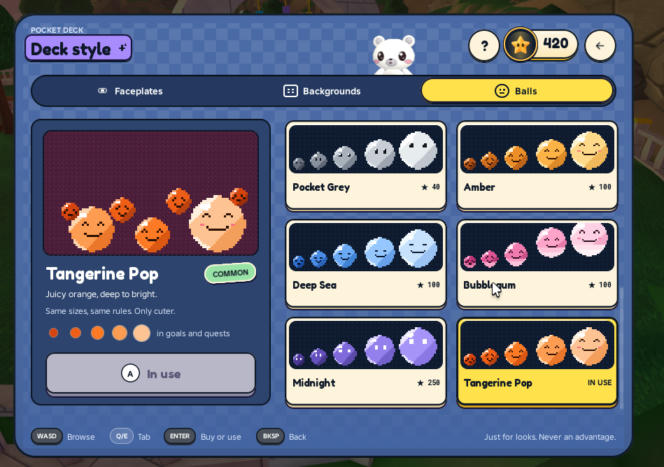 POCKET DECK
Deck style
?
420
Faceplates
Backgrounds
Balls
Tangerine Pop
COMMON
Juicy orange, deep to bright.
Same sizes, same rules. Only cuter.
in goals and quests
A In use
Pocket Grey ★ 40
Amber ★ 100
Deep Sea ★ 100
Bubblegum ★ 100
Midnight ★ 250
Tangerine Pop IN USE
WASD Browse
Q/E Tab
ENTER Buy or use
BKSP Back
Just for looks. Never an advantage.